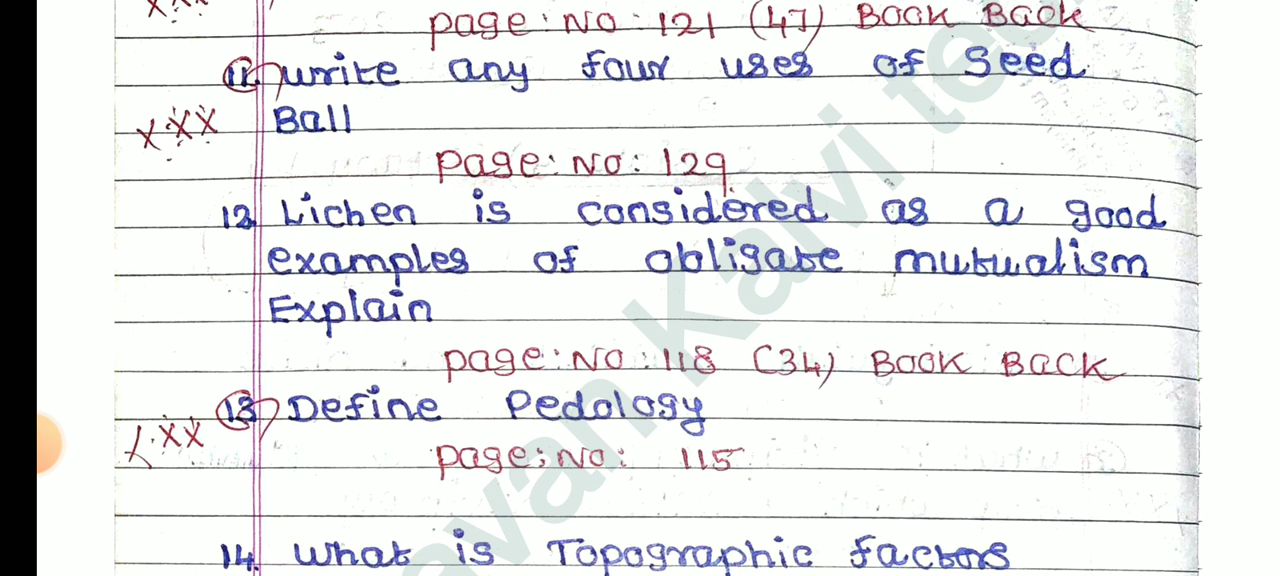 page: No: 121 (47) Book Back
11. write any four uses of Seed
xxx Ball
page: No: 129
12. Lichen is considered as a good
examples of obligate mutualism
Explain
page: No: 118 (34) Book Back
13. Define Pedology
xx
page: No: 115
14. What is Topographic factors